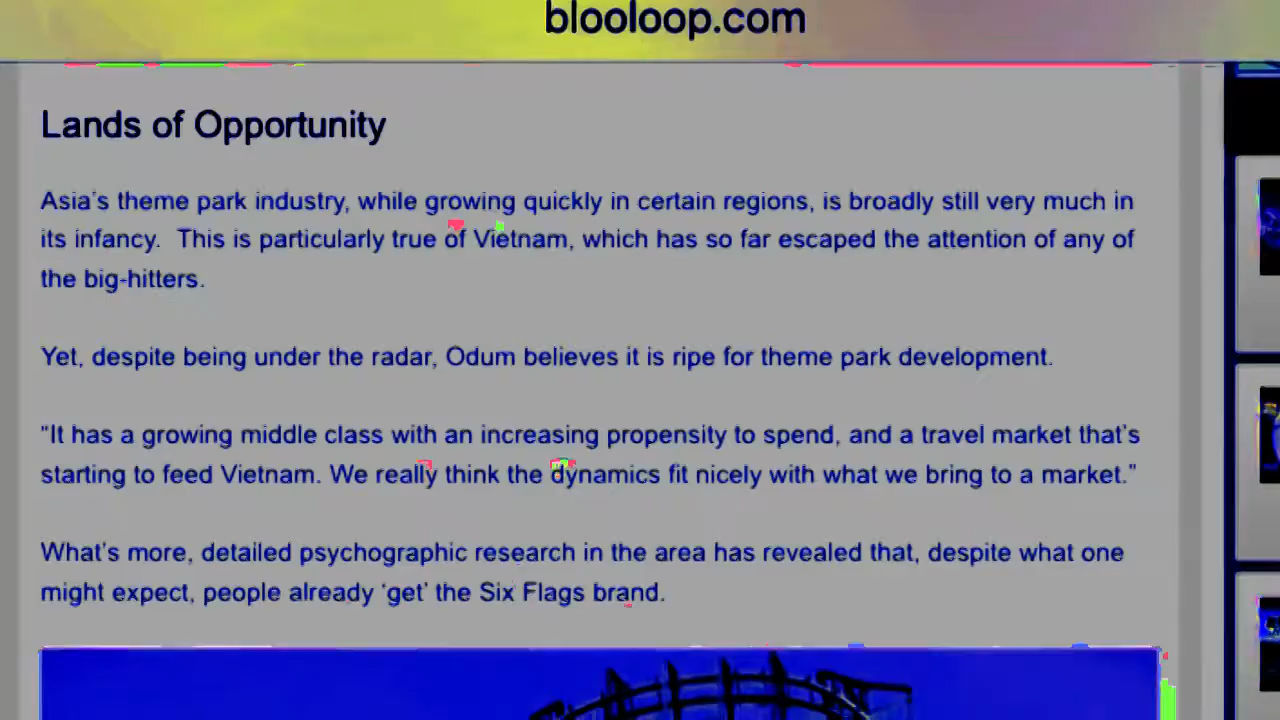 blooloop.com
Lands of Opportunity
Asia's theme park industry, while growing quickly in certain regions, is broadly still very much in
its infancy.  This is particularly true of Vietnam, which has so far escaped the attention of any of
the big-hitters.
Yet, despite being under the radar, Odum believes it is ripe for theme park development.
"It has a growing middle class with an increasing propensity to spend, and a travel market that's
starting to feed Vietnam. We really think the dynamics fit nicely with what we bring to a market."
What's more, detailed psychographic research in the area has revealed that, despite what one
might expect, people already ‘get’ the Six Flags brand.